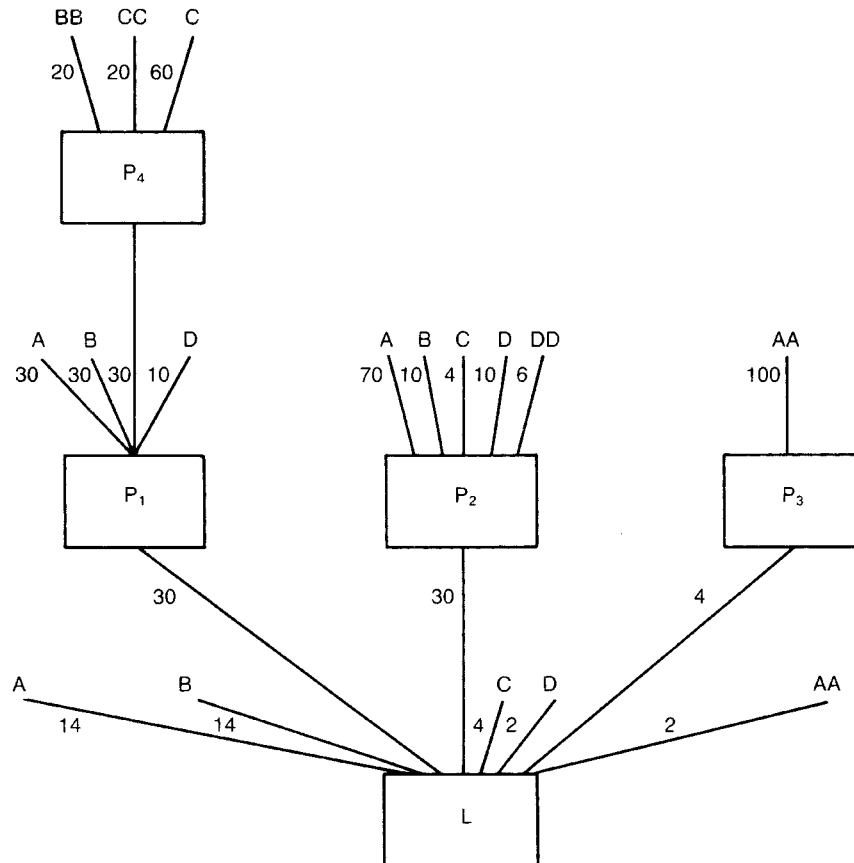 BB CC C
20 20 60
P₄
A B D
30 30 30 10
A B C D DD
70 10 4 10 6
AA
100
P₁ P₂ P₃
30 30 4
A B C D AA
14 14 4 2 2
L